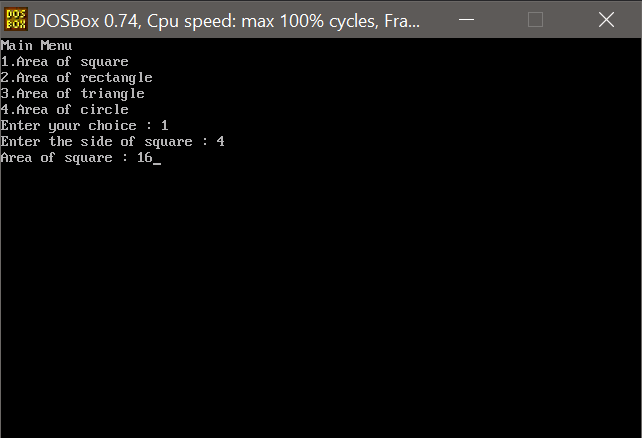 DOS
BOX
DOSBox 0.74, Cpu speed: max 100% cycles, Fra...
Main Menu
1.Area of square
2.Area of rectangle
3.Area of triangle
4.Area of circle
Enter your choice : 1
Enter the side of square : 4
Area of square : 16_